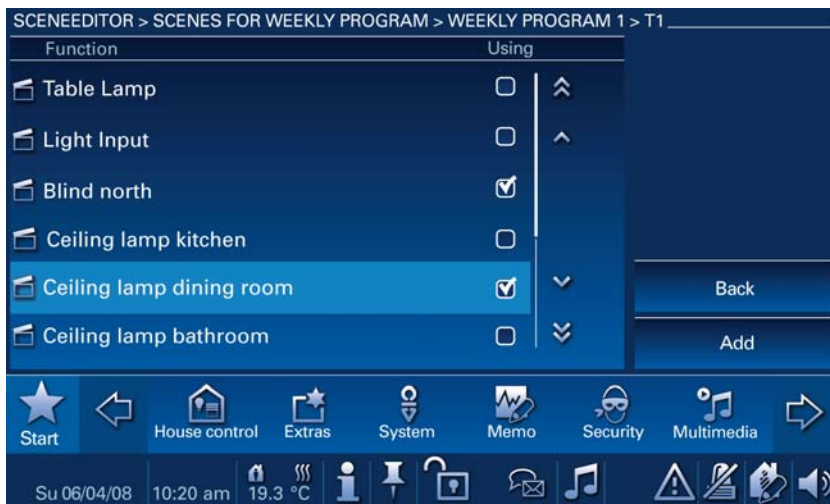 SCENEEDITOR > SCENES FOR WEEKLY PROGRAM > WEEKLY PROGRAM 1 > T1
Function Using
Table Lamp
Light Input
Blind north
Ceiling lamp kitchen
Ceiling lamp dining room
Ceiling lamp bathroom
Back
Add
Start House control Extras System Memo Security Multimedia
Su 06/04/08 10:20 am 19.3 °C